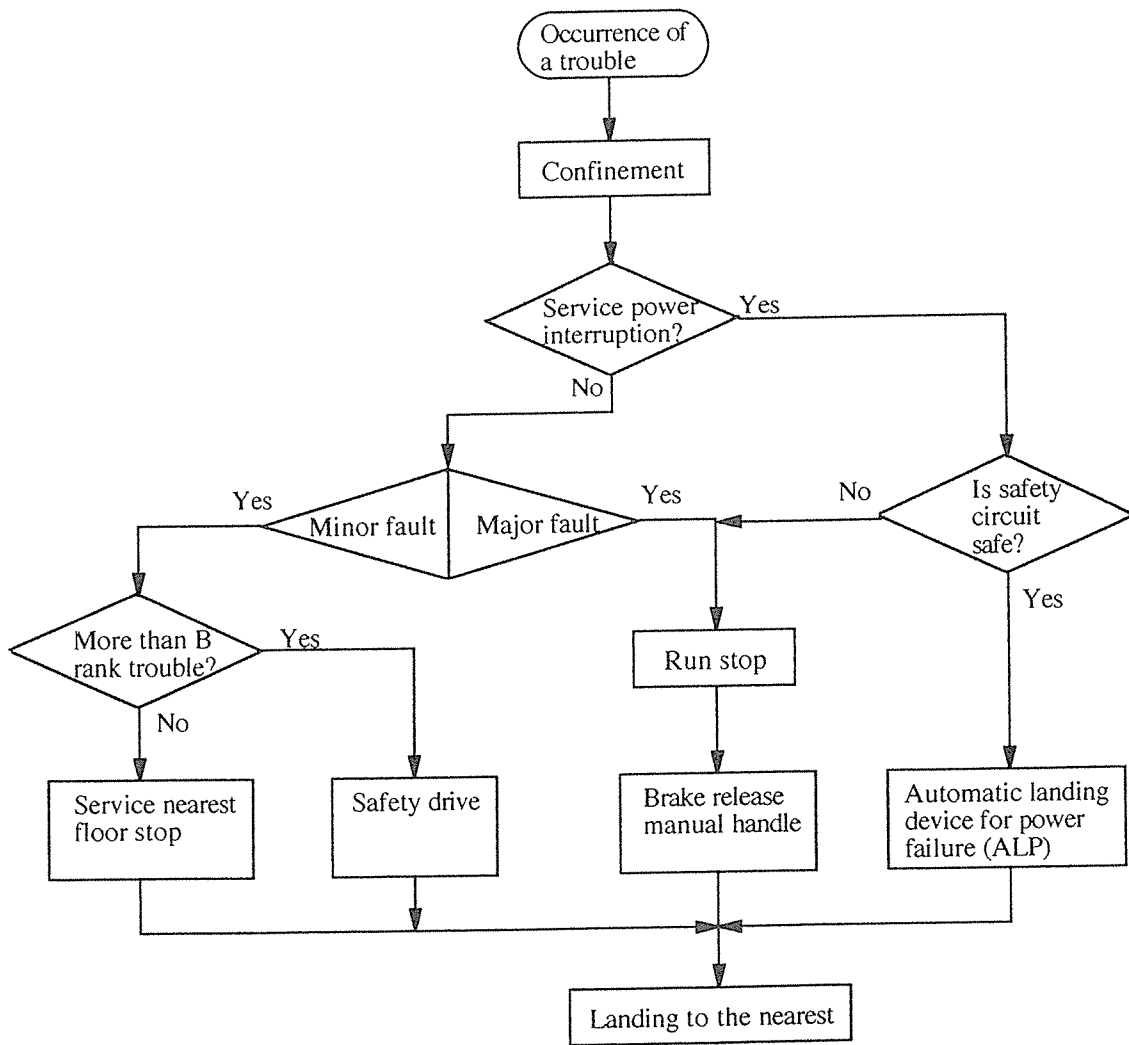 Occurrence of
a trouble
Confinement
Service power
interruption?
Yes
No
Yes
Minor fault
Major fault
Yes
No
Is safety
circuit
safe?
Yes
More than B
rank trouble?
Yes
No
Run stop
Service nearest
floor stop
Safety drive
Brake release
manual handle
Automatic landing
device for power
failure (ALP)
Landing to the nearest